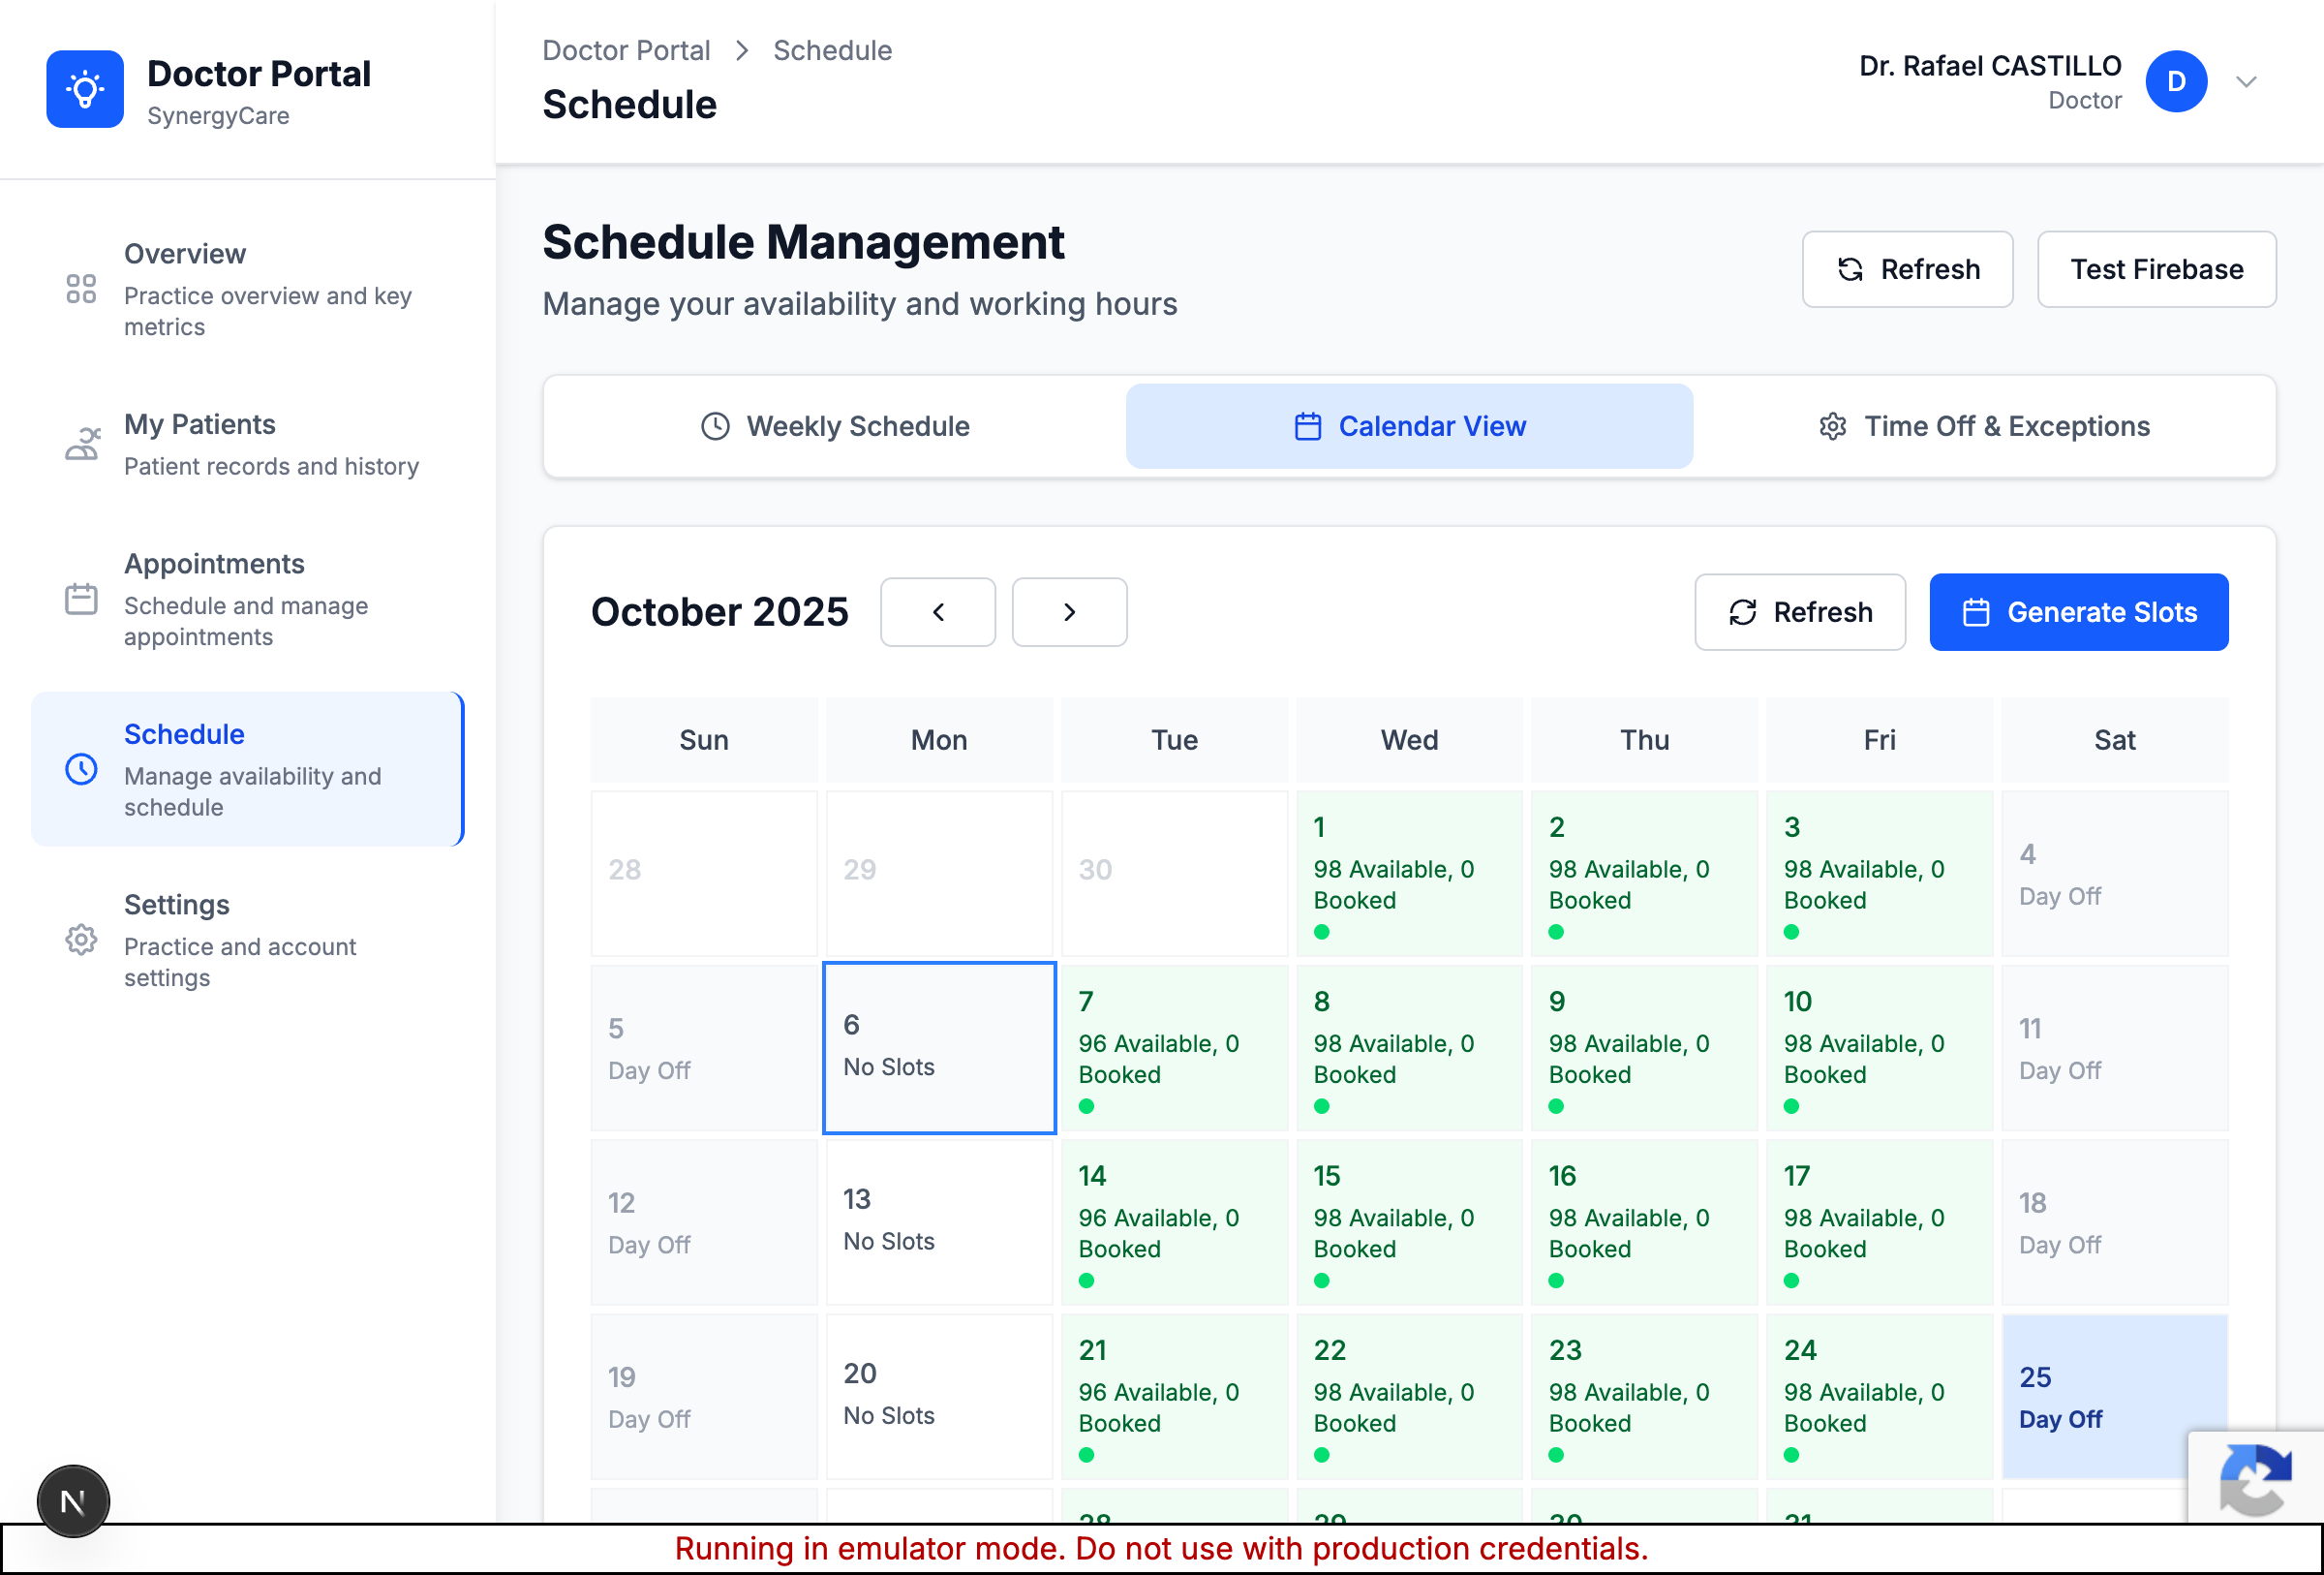 Doctor Portal
SynergyCare
Overview
Practice overview and key
metrics
My Patients
Patient records and history
Appointments
Schedule and manage
appointments
Schedule
Manage availability and
schedule
Settings
Practice and account
settings
N
Doctor Portal > Schedule
Schedule
Dr. Rafael CASTILLO
Doctor
D
Schedule Management
Manage your availability and working hours
Refresh
Test Firebase
Weekly Schedule
Calendar View
Time Off & Exceptions
October 2025
Refresh
Generate Slots
Sun Mon Tue Wed Thu Fri Sat
28
29
30
1
98 Available, 0
Booked
2
98 Available, 0
Booked
3
98 Available, 0
Booked
4
Day Off
5
Day Off
6
No Slots
7
96 Available, 0
Booked
8
98 Available, 0
Booked
9
98 Available, 0
Booked
10
98 Available, 0
Booked
11
Day Off
12
Day Off
13
No Slots
14
96 Available, 0
Booked
15
98 Available, 0
Booked
16
98 Available, 0
Booked
17
98 Available, 0
Booked
18
Day Off
19
Day Off
20
No Slots
21
96 Available, 0
Booked
22
98 Available, 0
Booked
23
98 Available, 0
Booked
24
98 Available, 0
Booked
25
Day Off
28
29
30
31
Running in emulator mode. Do not use with production credentials.